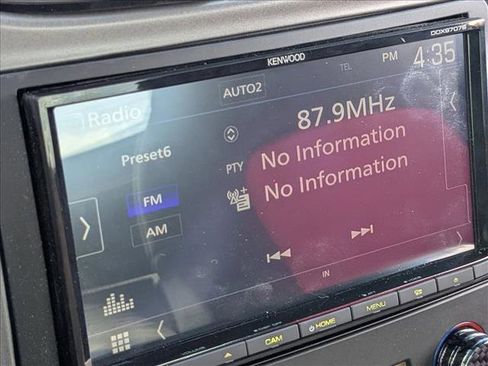 KENWOOD
DDX9707S
TEL
PM 4:35
Radio
AUTO2
87.9MHz
Preset6
PTY
No Information
No Information
FM
AM
IN
CAM
HOME
MENU